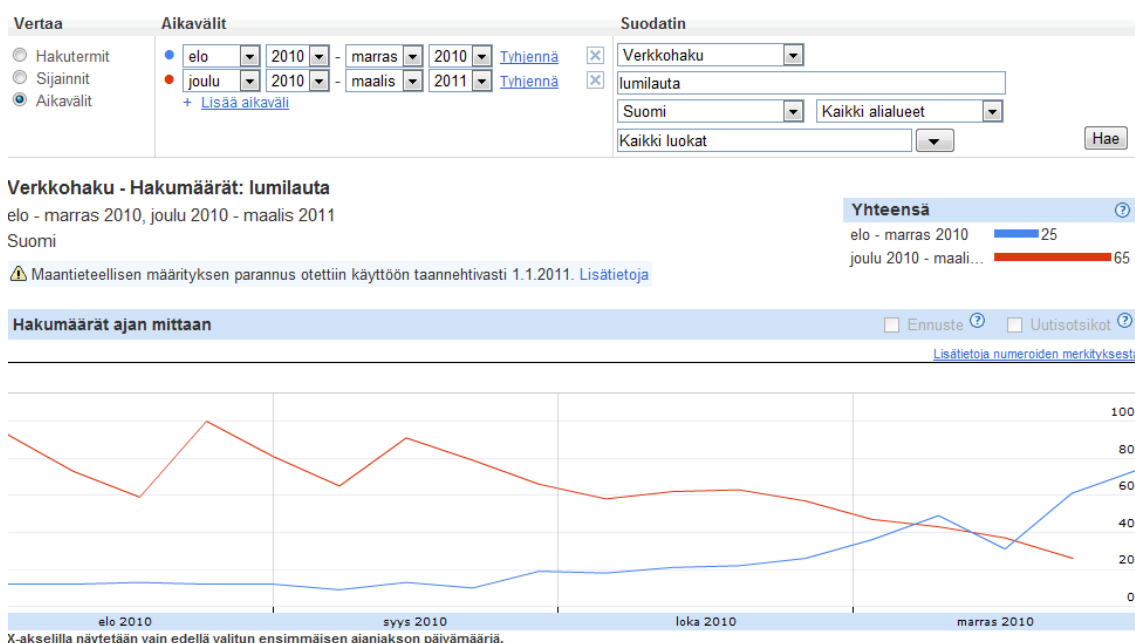 Vertaa Aikavälit Suodatin
Hakutermit elo 2010 - marras 2010 Tyhjennä Verkkohaku
Sijainnit joulu 2010 - maalis 2011 Tyhjennä lumilauta
Aikavälit + Lisää aikaväli Suomi Kaikki alialueet
Kaikki luokat Hae
Verkkohaku - Hakumäärät: lumilauta
elo - marras 2010, joulu 2010 - maalis 2011
Suomi
Maantieteellisen määrityksen parannus otettiin käyttöön taannehtivasti 1.1.2011. Lisätietoja
Yhteensä ?
elo - marras 2010 25
joulu 2010 - maali... 65
Hakumäärät ajan mittaan Ennuste ? Uutisotsikot ?
Lisätietoja numeroiden merkityksestä
100
80
60
40
20
0
elo 2010 syys 2010 loka 2010 marras 2010
X-akselilla näytetään vain edellä valitun ensimmäisen ajanjakson päivämääriä.